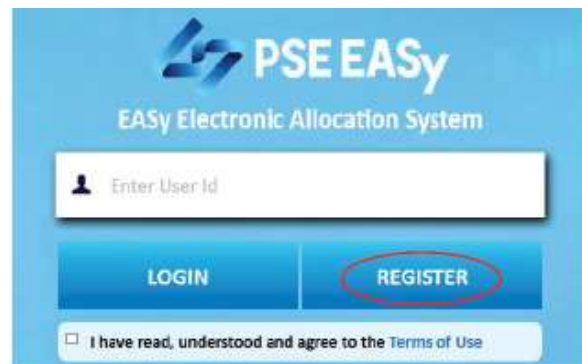 PSE EASy
EASy Electronic Allocation System
Enter User Id
LOGIN REGISTER
I have read, understood and agree to the Terms of Use